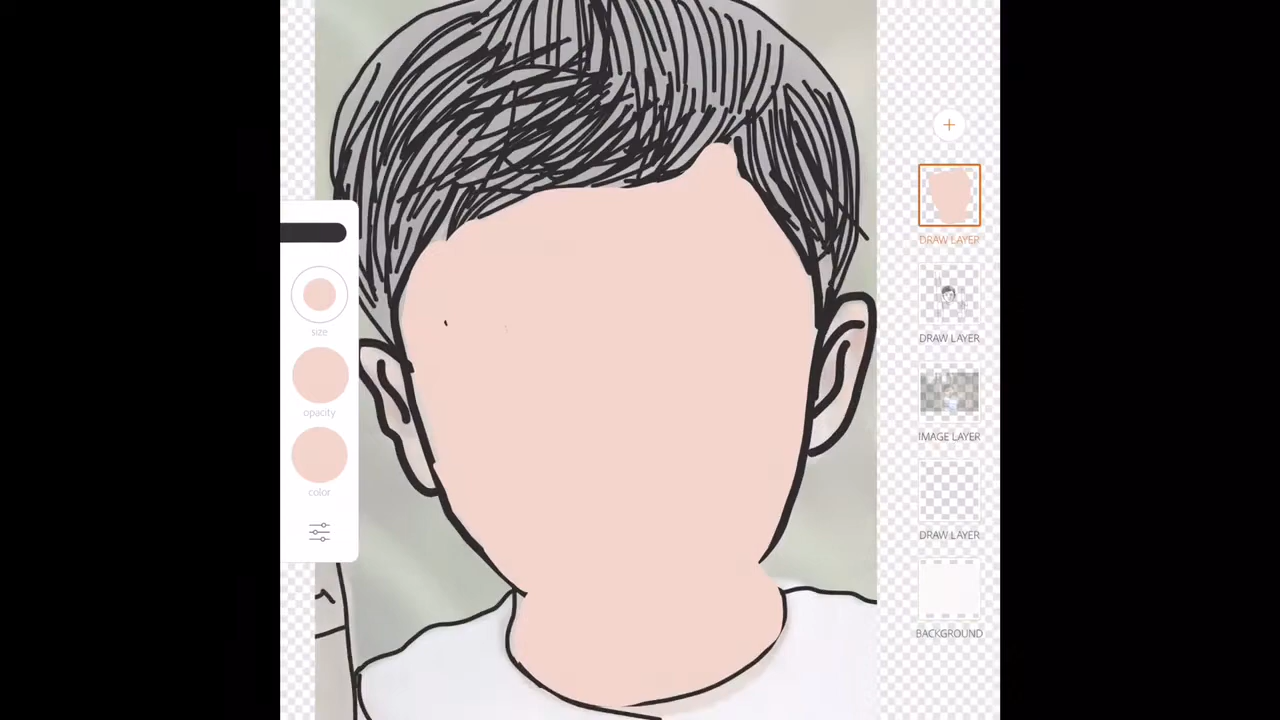 size
opacity
color
+
DRAW LAYER
DRAW LAYER
IMAGE LAYER
DRAW LAYER
BACKGROUND